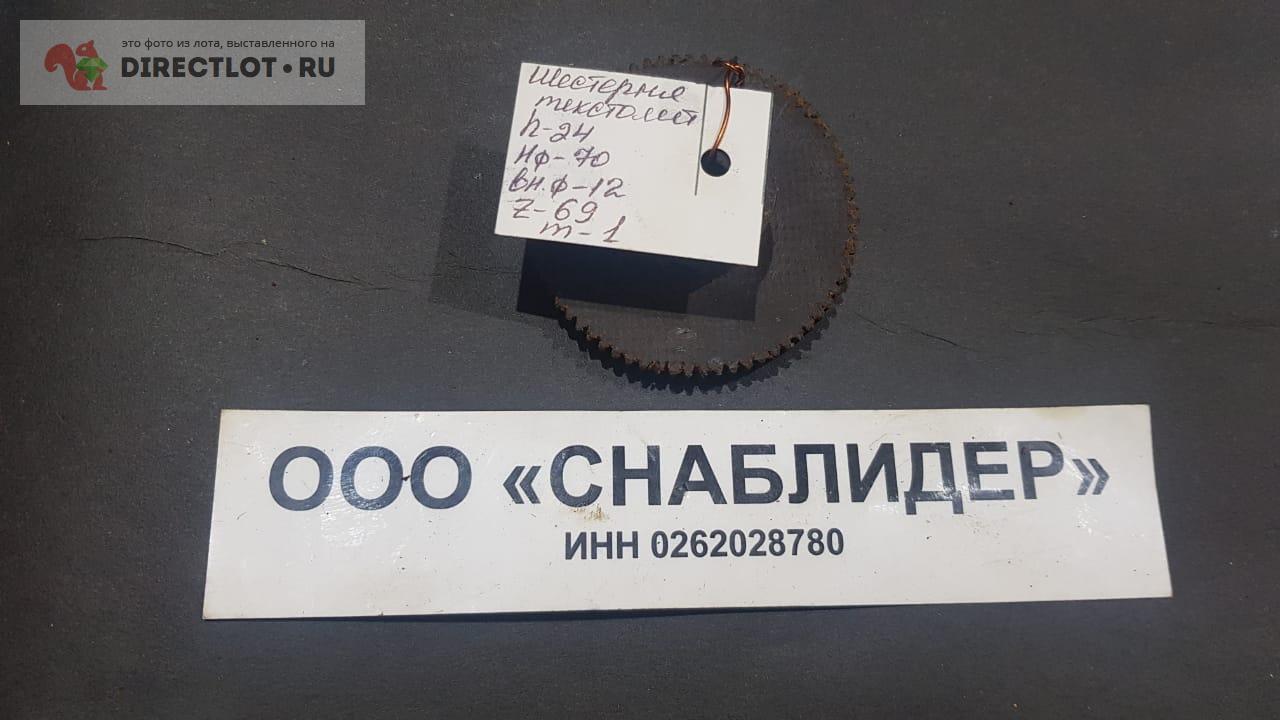 это фото из лота, выставленного на
DIRECTLOT.RU
Шестерня
текстолит
h-24
Нф-70
вн.ф-12
z-69
m-1
ООО «СНАБЛИДЕР»
ИНН 0262028780